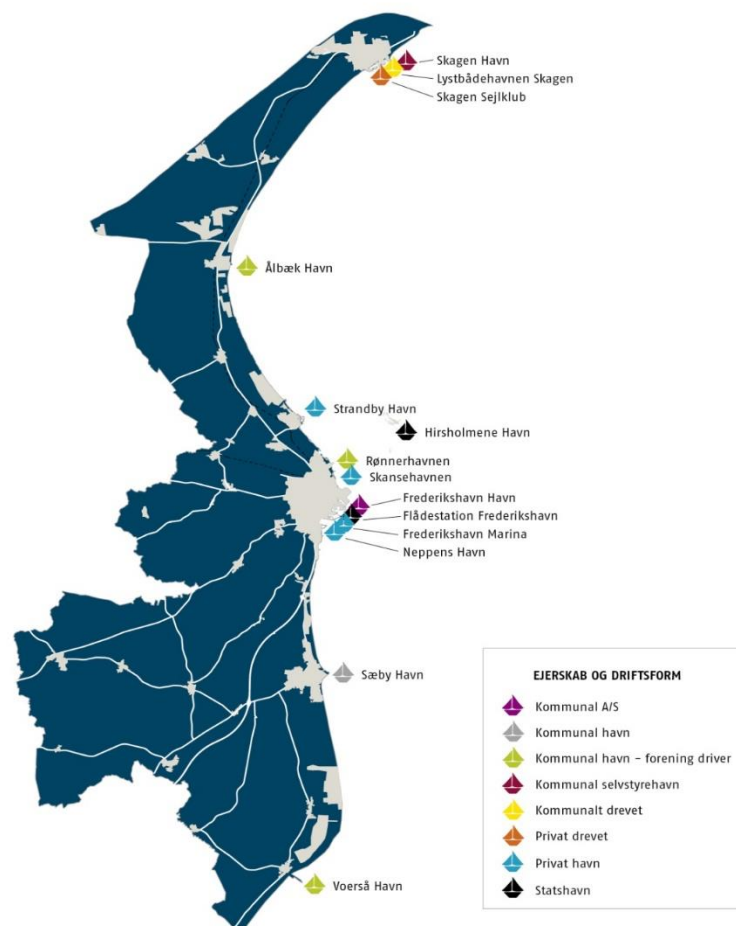 Skagen Havn
Lystbådehavnen Skagen
Skagen Sejlklub
Ålbæk Havn
Strandby Havn
Hirsholmene Havn
Rønnerhavnen
Skansehavnen
Frederikshavn Havn
Flådestation Frederikshavn
Frederikshavn Marina
Neppens Havn
Sæby Havn
Voerså Havn
EJERSKAB OG DRIFTSFORM
Kommunal A/S
Kommunal havn
Kommunal havn – forening driver
Kommunal selvstyrehavn
Kommunalt drevet
Privat drevet
Privat havn
Statshavn